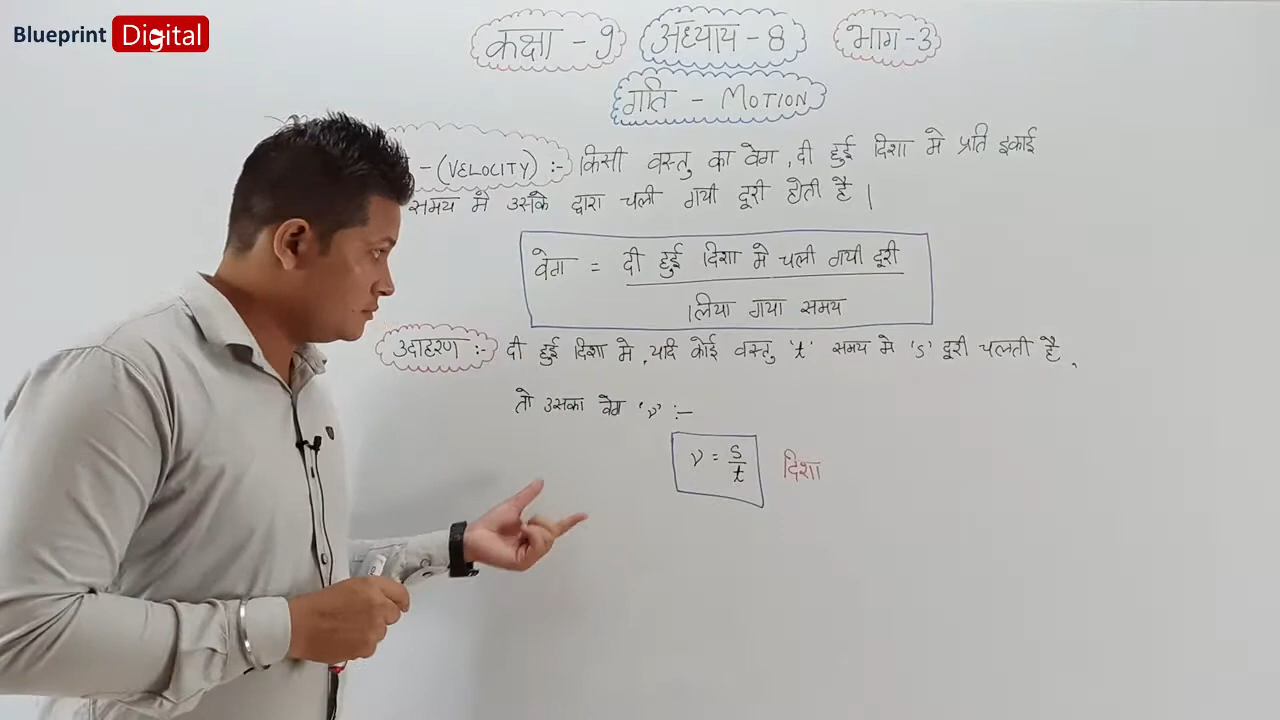 Blueprint Digital
कक्षा - 9 अध्याय - 8 भाग - 3
गति - MOTION
- (VELOCITY) :- किसी वस्तु का वेग , दी हुई दिशा मे प्रति इकाई
समय मे उसके द्वारा चली गयी दूरी होती है |
वेग = दी हुई दिशा मे चली गयी दूरी
लिया गया समय
उदाहरण :- दी हुई दिशा मे , यदि कोई वस्तु 't' समय मे 's' दूरी चलती है ,
तो उसका वेग 'v' :-
v = s/t दिशा